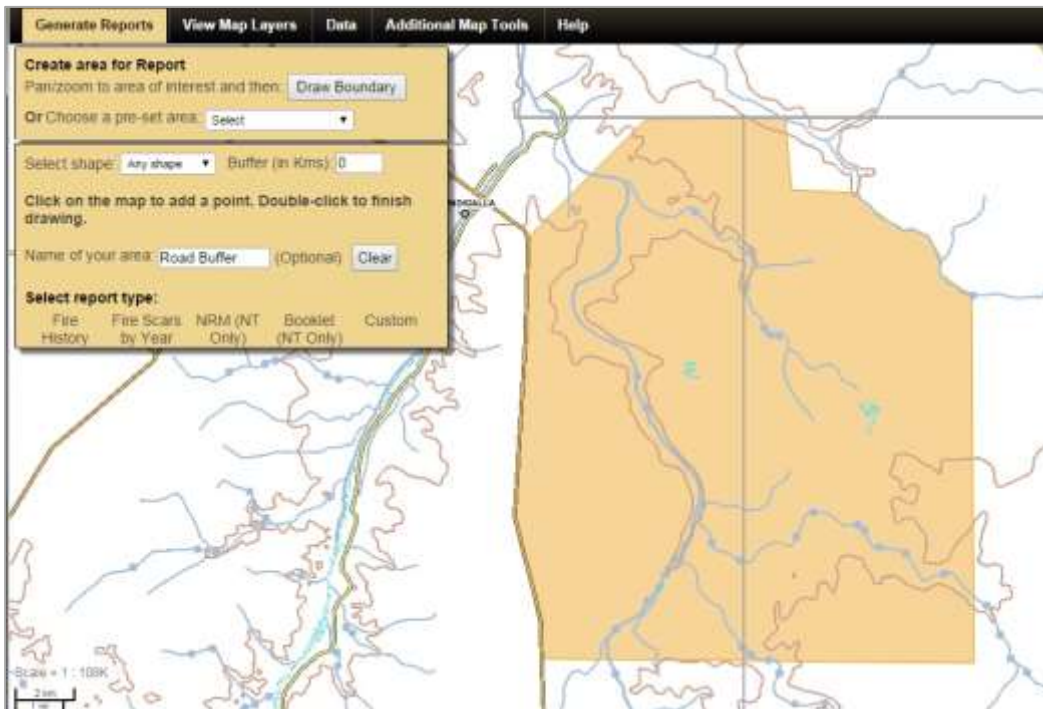 Generate Reports View Map Layers Data Additional Map Tools Help
Create area for Report
Pan/zoom to area of interest and then: Draw Boundary
Or Choose a pre-set area: Select
Select shape: Any shape Buffer (in Kms): 0
Click on the map to add a point. Double-click to finish
drawing.
Name of your area: Road Buffer (Optional) Clear
Select report type:
Fire History Fire Scars by Year NRM (NT Only) Booklet (NT Only) Custom
Scale = 1 : 108K
2 km